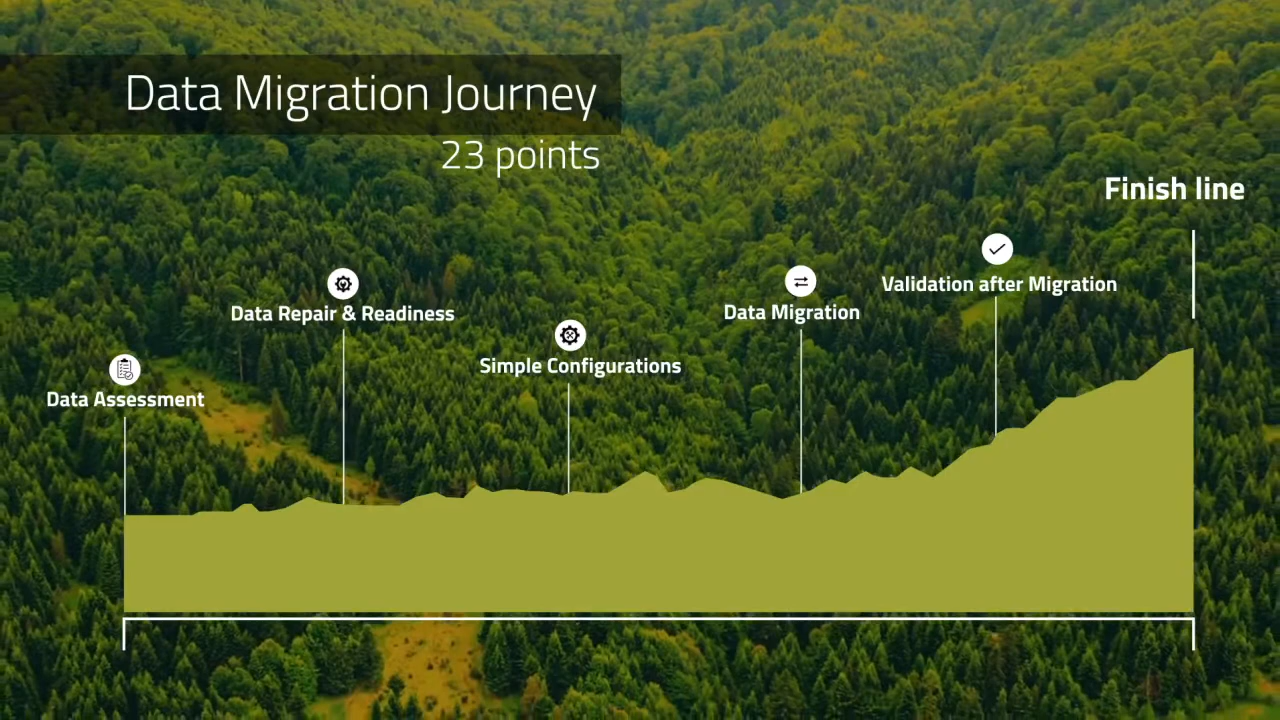 Data Migration Journey
23 points
Finish line
Validation after Migration
Data Repair & Readiness
Data Migration
Simple Configurations
Data Assessment